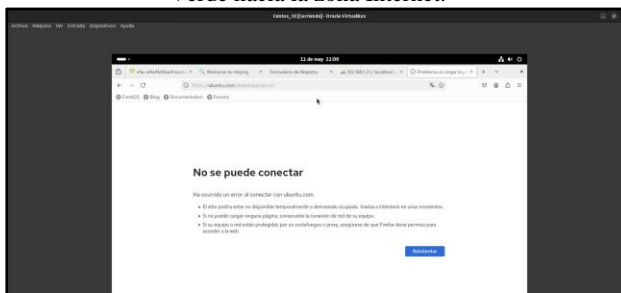 verde hacia la zona Internet.
Centos_10 [Corriendo] - Oracle VirtualBox
Archivo Máquina Ver Entrada Dispositivos Ayuda
11 de may 11:00
Welcome to ntopng
Formulario de Registro
Problema al cargar la p
https://ubuntu.com/download/server
CentOS Blog Documentation Forums
No se puede conectar
Ha ocurrido un error al conectar con ubuntu.com.
• El sitio podría estar no disponible temporalmente o demasiado ocupado. Vuelva a intentarlo en unos momentos.
• Si no puede cargar ninguna página, compruebe la conexión de red de su equipo.
• Si su equipo o red están protegidos por un cortafuegos o proxy, asegúrese de que Firefox tiene permiso para
acceder a la web.
Reintentar